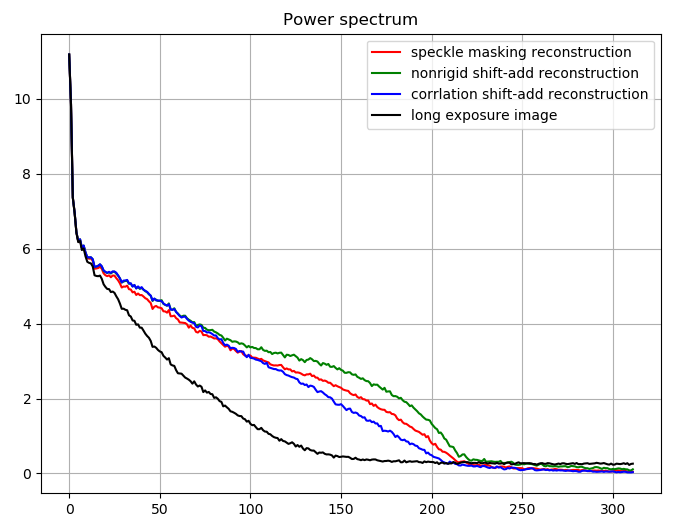 Power spectrum
speckle masking reconstruction
nonrigid shift-add reconstruction
corrlation shift-add reconstruction
long exposure image
10
8
6
4
2
0
0 50 100 150 200 250 300